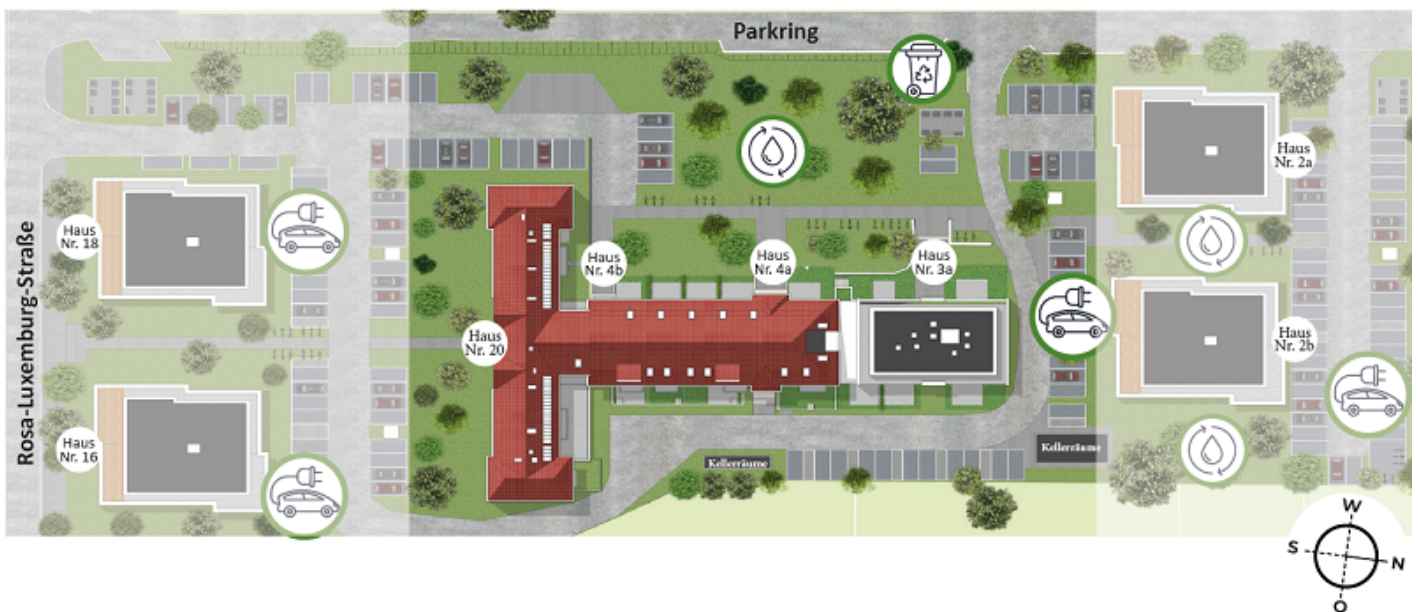 Parkring
Rosa-Luxemburg-Straße
Haus
Nr. 2a
Haus
Nr. 18
Haus
Nr. 4b
Haus
Nr. 4a
Haus
Nr. 3a
Haus
Nr. 20
Haus
Nr. 2b
Haus
Nr. 16
Kellerräume
Kellerräume
W
S
N
O